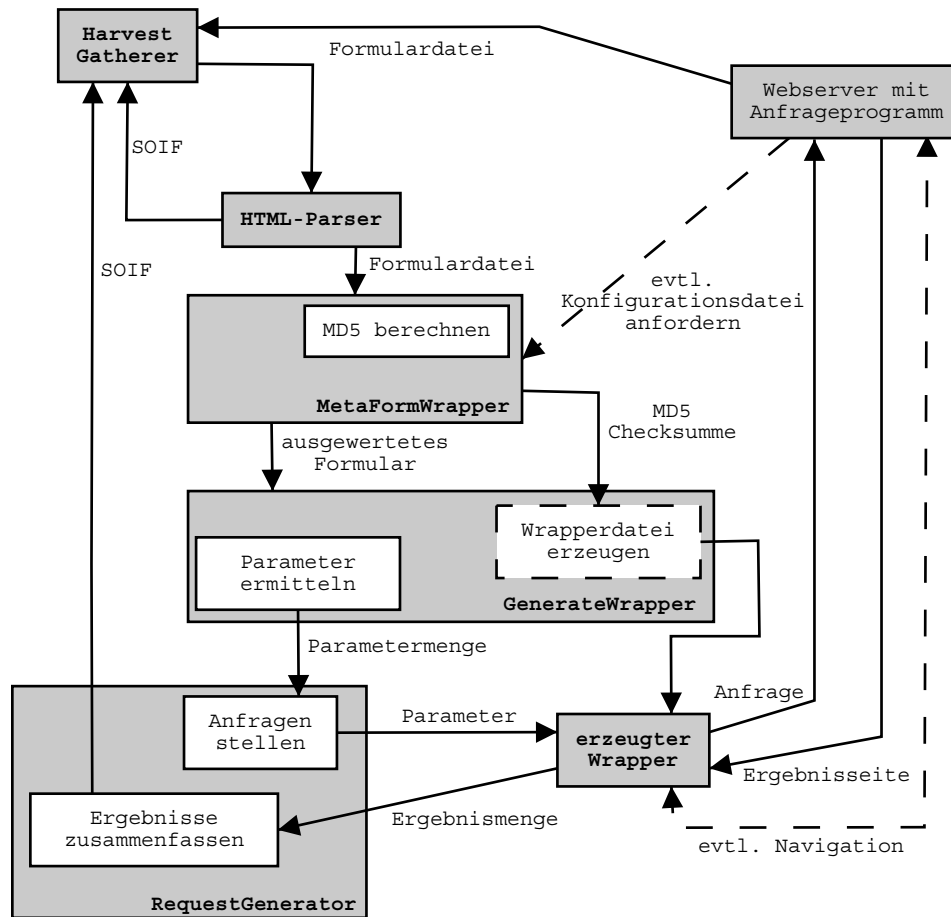 Harvest
Gatherer
Formulardatei
Webserver mit
Anfrageprogramm
SOIF
HTML-Parser
SOIF
Formulardatei
evtl.
Konfigurationsdatei
anfordern
MD5 berechnen
MetaFormWrapper
MD5
Checksumme
ausgewertetes
Formular
Wrapperdatei
erzeugen
Parameter
ermitteln
GenerateWrapper
Parametermenge
Anfragen
stellen
Parameter
Anfrage
erzeugter
Wrapper
Ergebnisseite
Ergebnisse
zusammenfassen
Ergebnismenge
evtl. Navigation
RequestGenerator